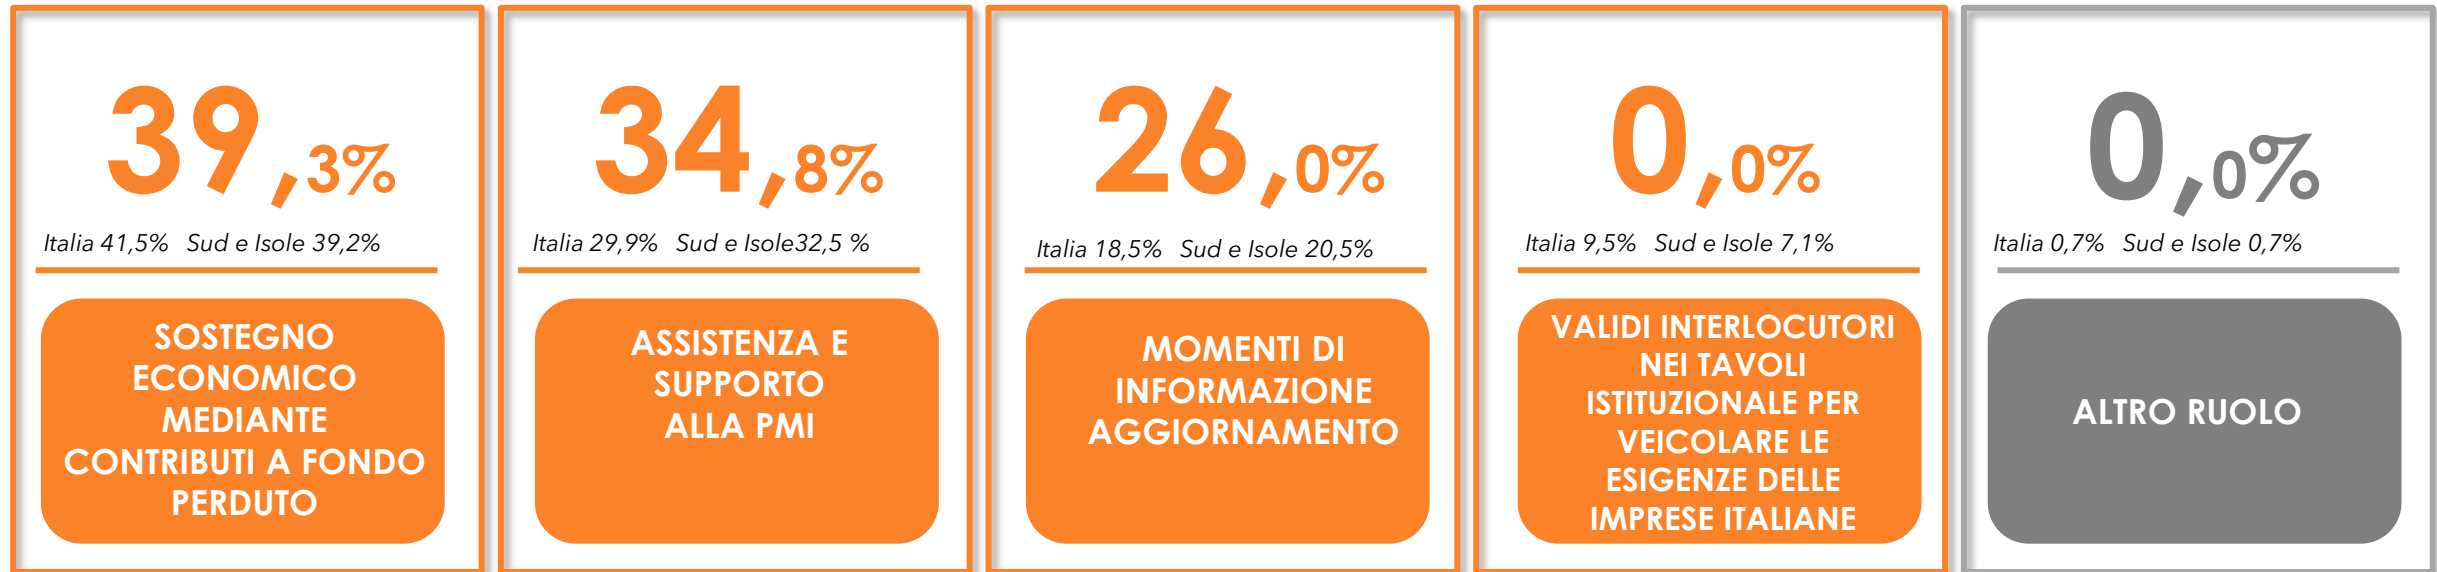 39,3%
Italia 41,5% Sud e Isole 39,2%
SOSTEGNO
ECONOMICO
MEDIANTE
CONTRIBUTI A FONDO
PERDUTO
34,8%
Italia 29,9% Sud e Isole32,5 %
ASSISTENZA E
SUPPORTO
ALLA PMI
26,0%
Italia 18,5% Sud e Isole 20,5%
MOMENTI DI
INFORMAZIONE
AGGIORNAMENTO
0,0%
Italia 9,5% Sud e Isole 7,1%
VALIDI INTERLOCUTORI
NEI TAVOLI
ISTITUZIONALE PER
VEICOLARE LE
ESIGENZE DELLE
IMPRESE ITALIANE
0,0%
Italia 0,7% Sud e Isole 0,7%
ALTRO RUOLO